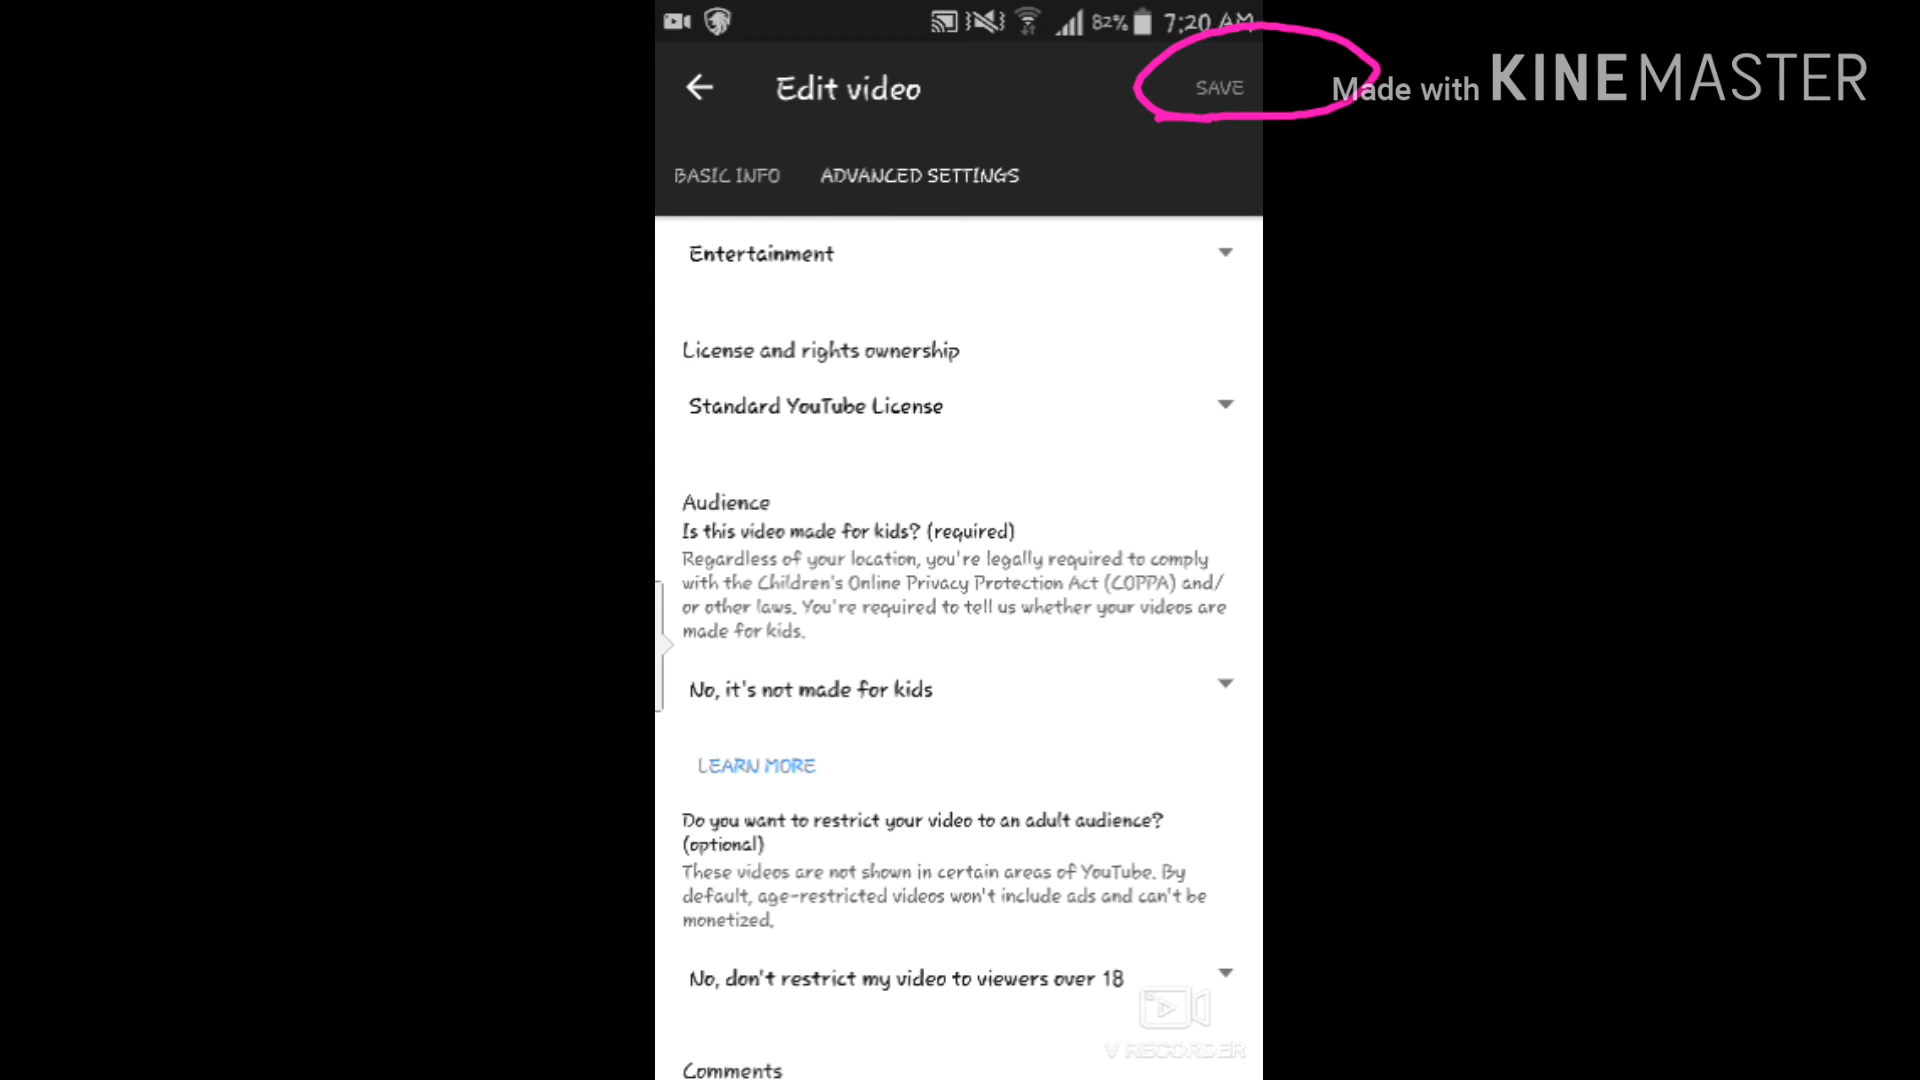 82% 7:20 AM
Edit video
SAVE
Made with KINEMASTER
BASIC INFO
ADVANCED SETTINGS
Entertainment
License and rights ownership
Standard YouTube License
Audience
Is this video made for kids? (required)
Regardless of your location, you're legally required to comply
with the Children's Online Privacy Protection Act (COPPA) and/
or other laws. You're required to tell us whether your videos are
made for kids.
No, it's not made for kids
LEARN MORE
Do you want to restrict your video to an adult audience?
(optional)
These videos are not shown in certain areas of YouTube. By
default, age-restricted videos won't include ads and can't be
monetized.
No, don't restrict my video to viewers over 18
V RECORDER
Comments